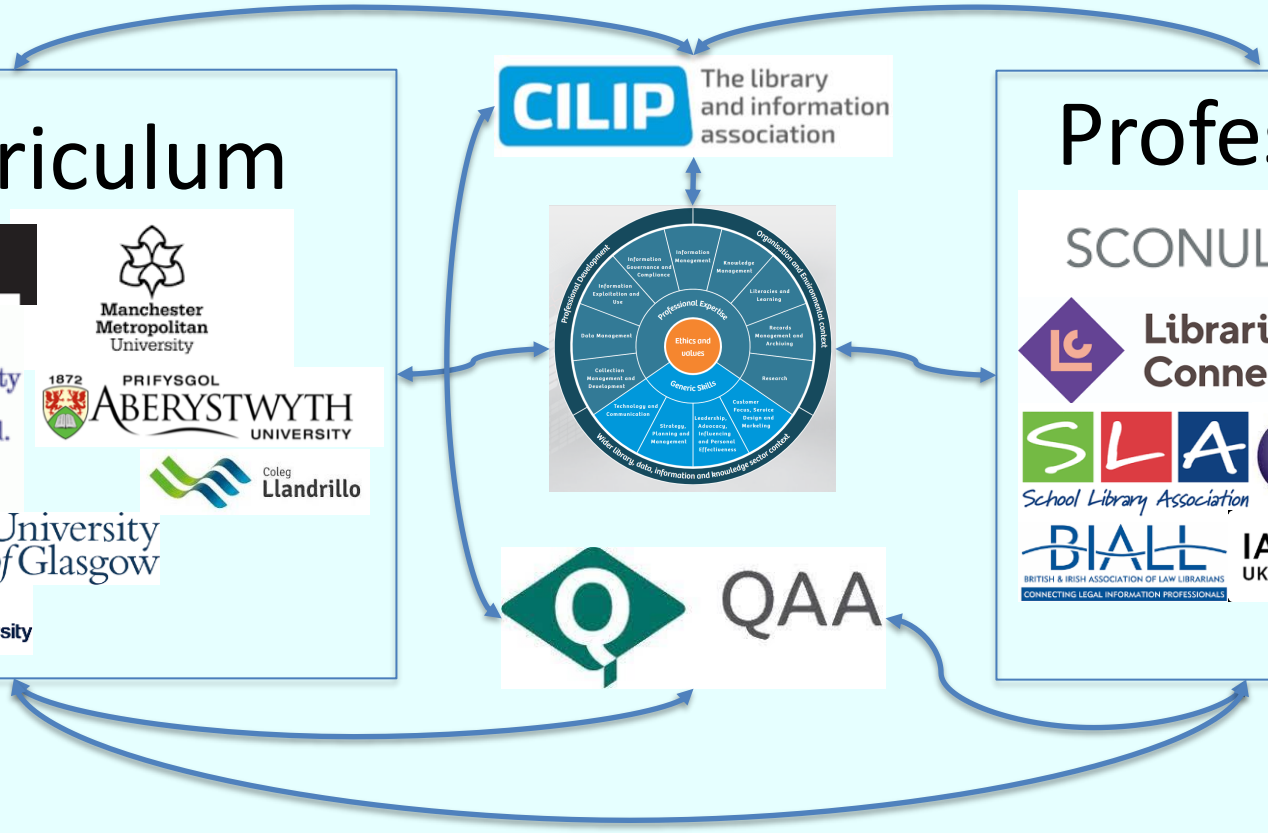 riculum
Manchester
Metropolitan
University
ty
d.
1872
PRIFYSGOL
ABERYSTWYTH
UNIVERSITY
Coleg
Llandrillo
University
of Glasgow
sity
CILIP
The library
and information
association
Professional Development
Organisation and Environmental context
Wider library, data, information and knowledge sector context
Information
Management
Knowledge
Management
Literacies and
Learning
Records
Management and
Archiving
Research
Customer
Focus, Service
Design and
Marketing
Leadership,
Advocacy,
Influencing
and Personal
Effectiveness
Strategy,
Planning and
Management
Technology and
Communication
Collection
Management and
Development
Data Management
Information
Exploitation and
Use
Information
Governance and
Compliance
Professional Expertise
Ethics and
values
Generic Skills
Q
QAA
Profes
SCONUL
LC
Librari
Conne
SLA
School Library Association
BIALL
BRITISH & IRISH ASSOCIATION OF LAW LIBRARIANS
CONNECTING LEGAL INFORMATION PROFESSIONALS
IA
UK